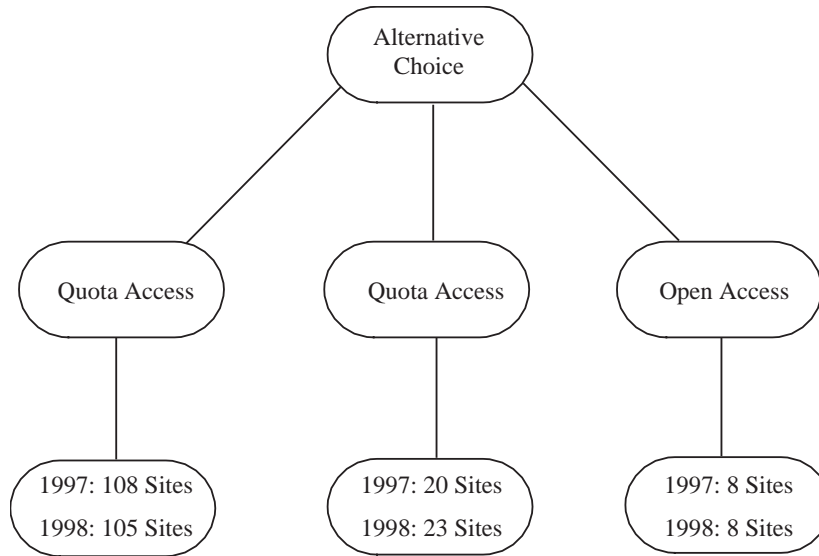 Alternative
Choice
Quota Access
Quota Access
Open Access
1997: 108 Sites
1998: 105 Sites
1997: 20 Sites
1998: 23 Sites
1997: 8 Sites
1998: 8 Sites